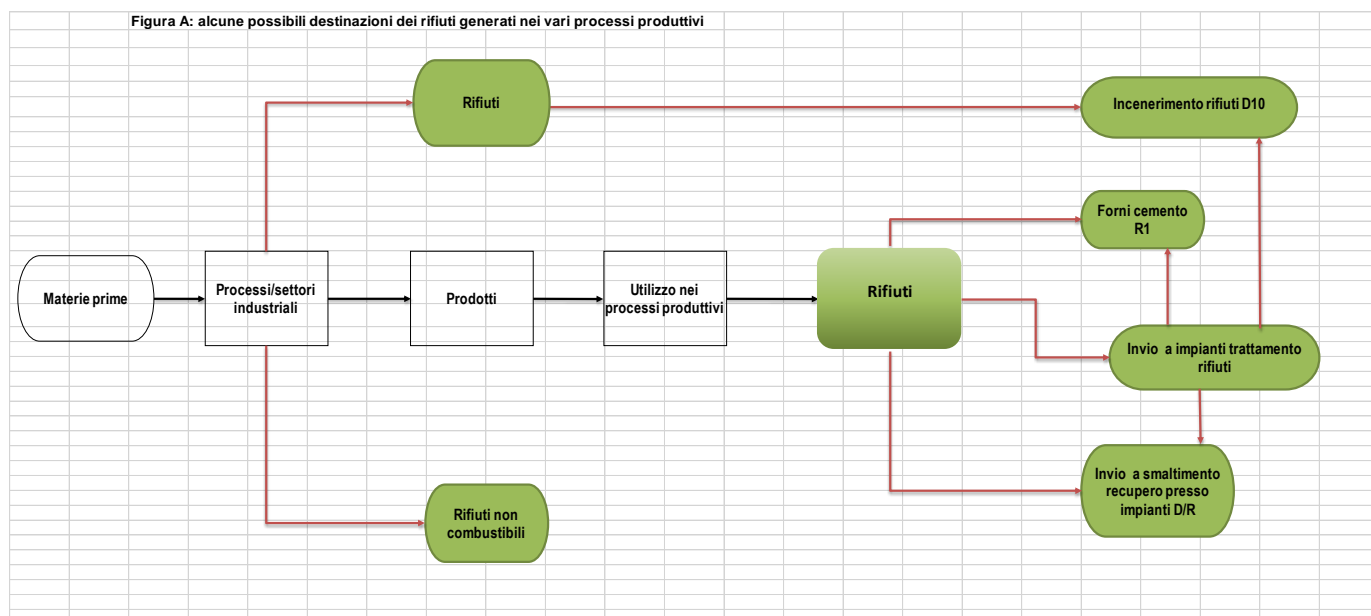 Figura A: alcune possibili destinazioni dei rifiuti generati nei vari processi produttivi
Rifiuti
Incenerimento rifiuti D10
Forni cemento
R1
Materie prime
Processi/settori
industriali
Prodotti
Utilizzo nei
processi produttivi
Rifiuti
Invio a impianti trattamento
rifiuti
Invio a smaltimento
recupero presso
impianti D/R
Rifiuti non
combustibili